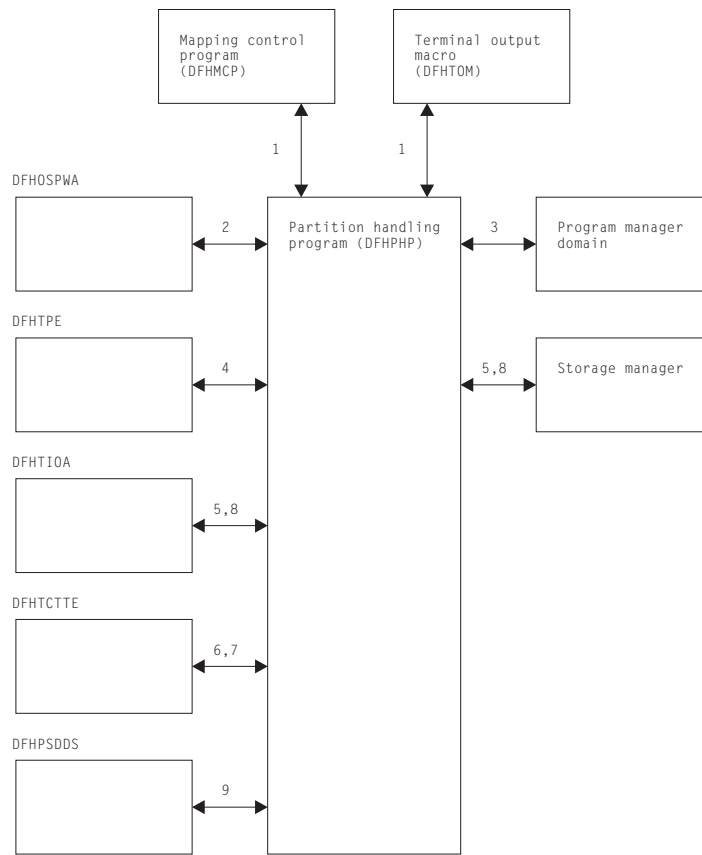 Mapping control
program
(DFHMCP)
Terminal output
macro
(DFHTOM)
1
1
DFHOSPWA
2
Partition handling
program (DFHPHP)
3
Program manager
domain
DFHTPE
4
5,8
Storage manager
DFHTIOA
5,8
DFHTCTTE
6,7
DFHPSDDS
9